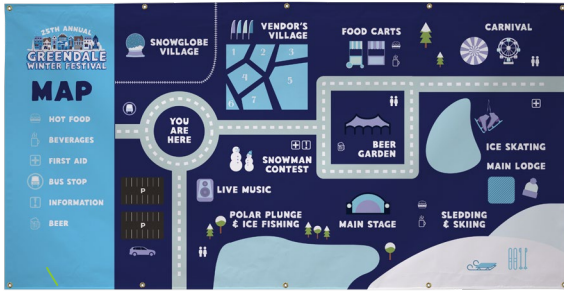 25TH ANNUAL
GREENDALE
WINTER FESTIVAL
MAP
HOT FOOD
BEVERAGES
FIRST AID
BUS STOP
INFORMATION
BEER
SNOWGLOBE
VILLAGE
VENDOR'S
VILLAGE
1
2
3
4
5
6
7
FOOD CARTS
CARNIVAL
YOU
ARE
HERE
BEER
GARDEN
ICE SKATING
MAIN LODGE
SNOWMAN
CONTEST
LIVE MUSIC
P
P
POLAR PLUNGE
& ICE FISHING
MAIN STAGE
SLEDDING
& SKIING